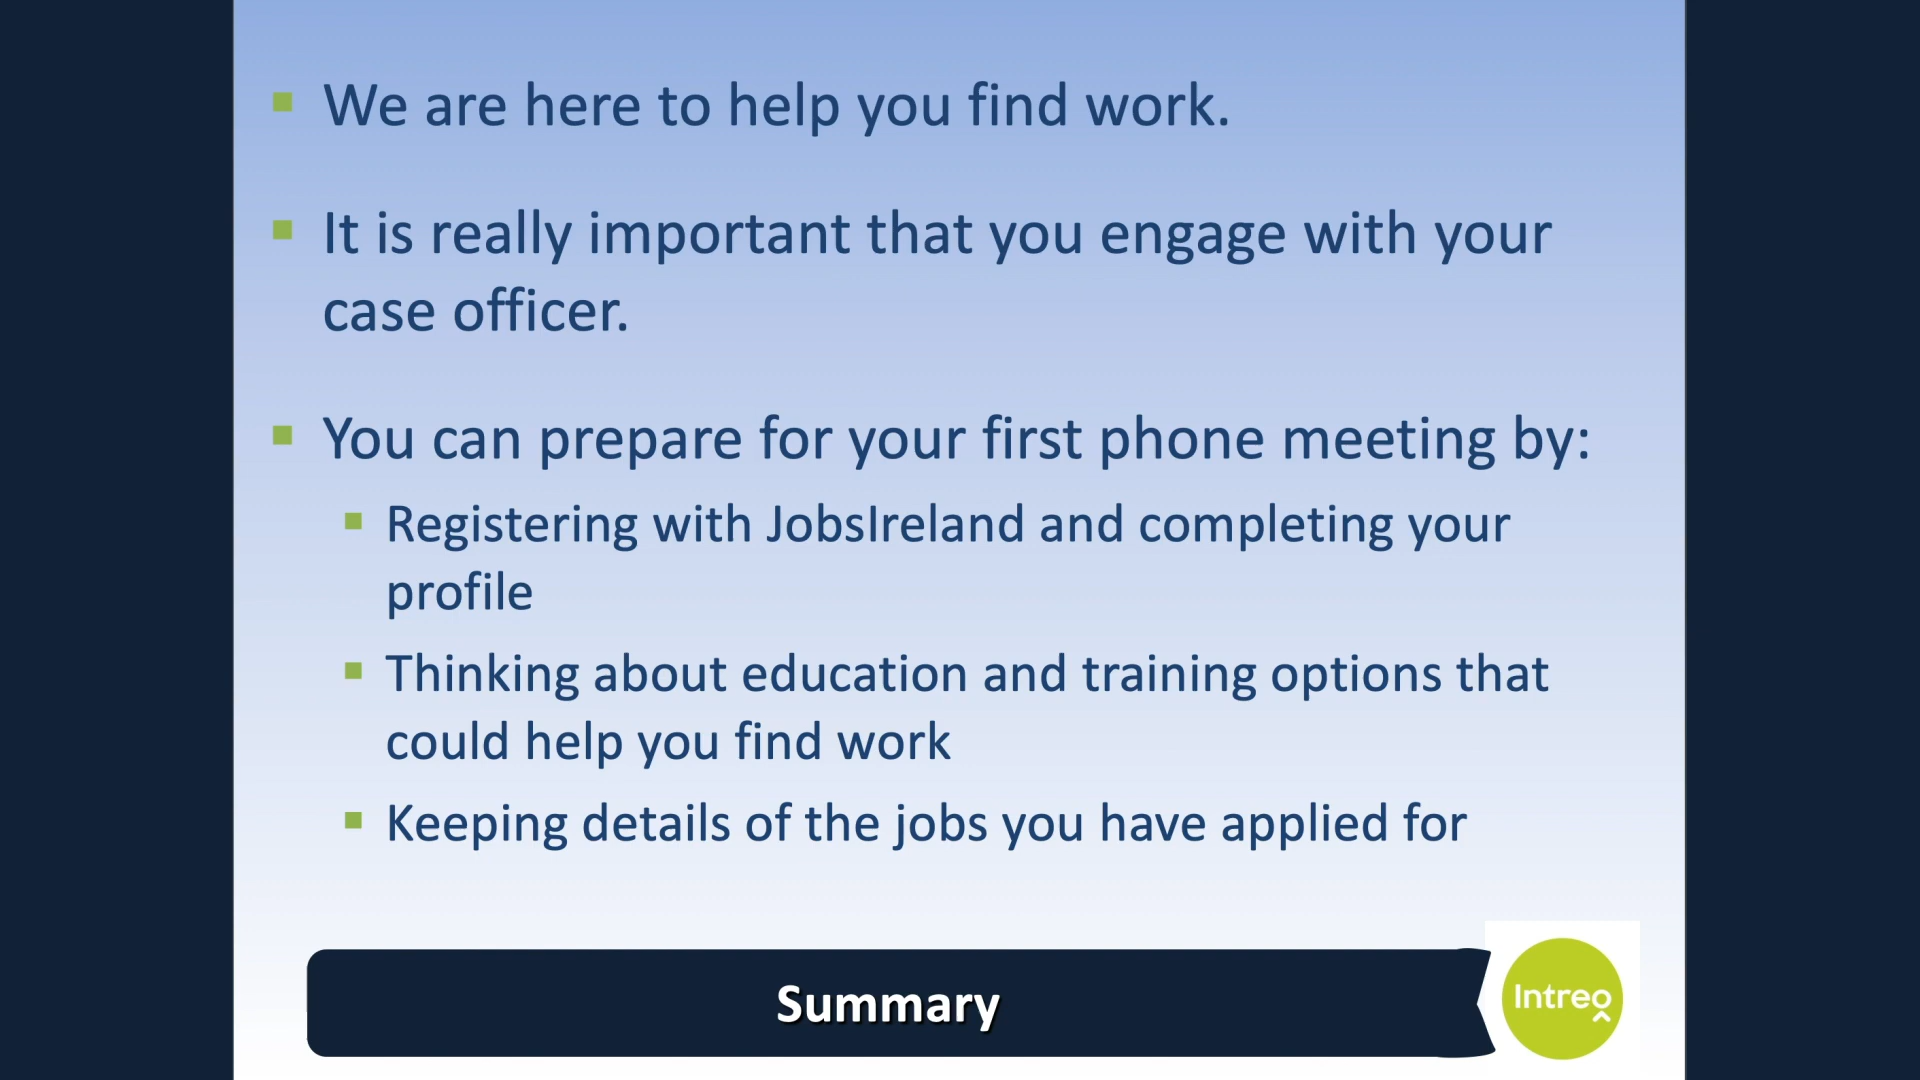 We are here to help you find work.
It is really important that you engage with your
case officer.
You can prepare for your first phone meeting by:
Registering with JobsIreland and completing your
profile
Thinking about education and training options that
could help you find work
Keeping details of the jobs you have applied for
Summary
Intreo